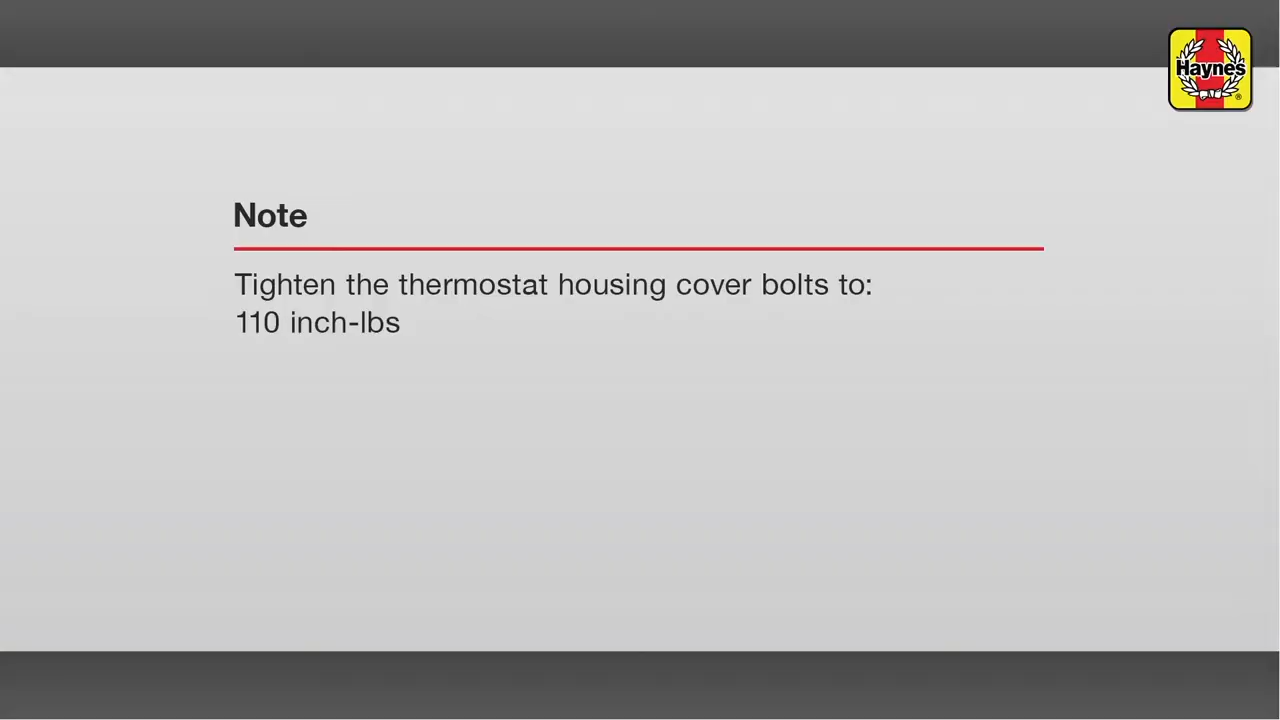 Haynes
®
Note
Tighten the thermostat housing cover bolts to:
110 inch-lbs